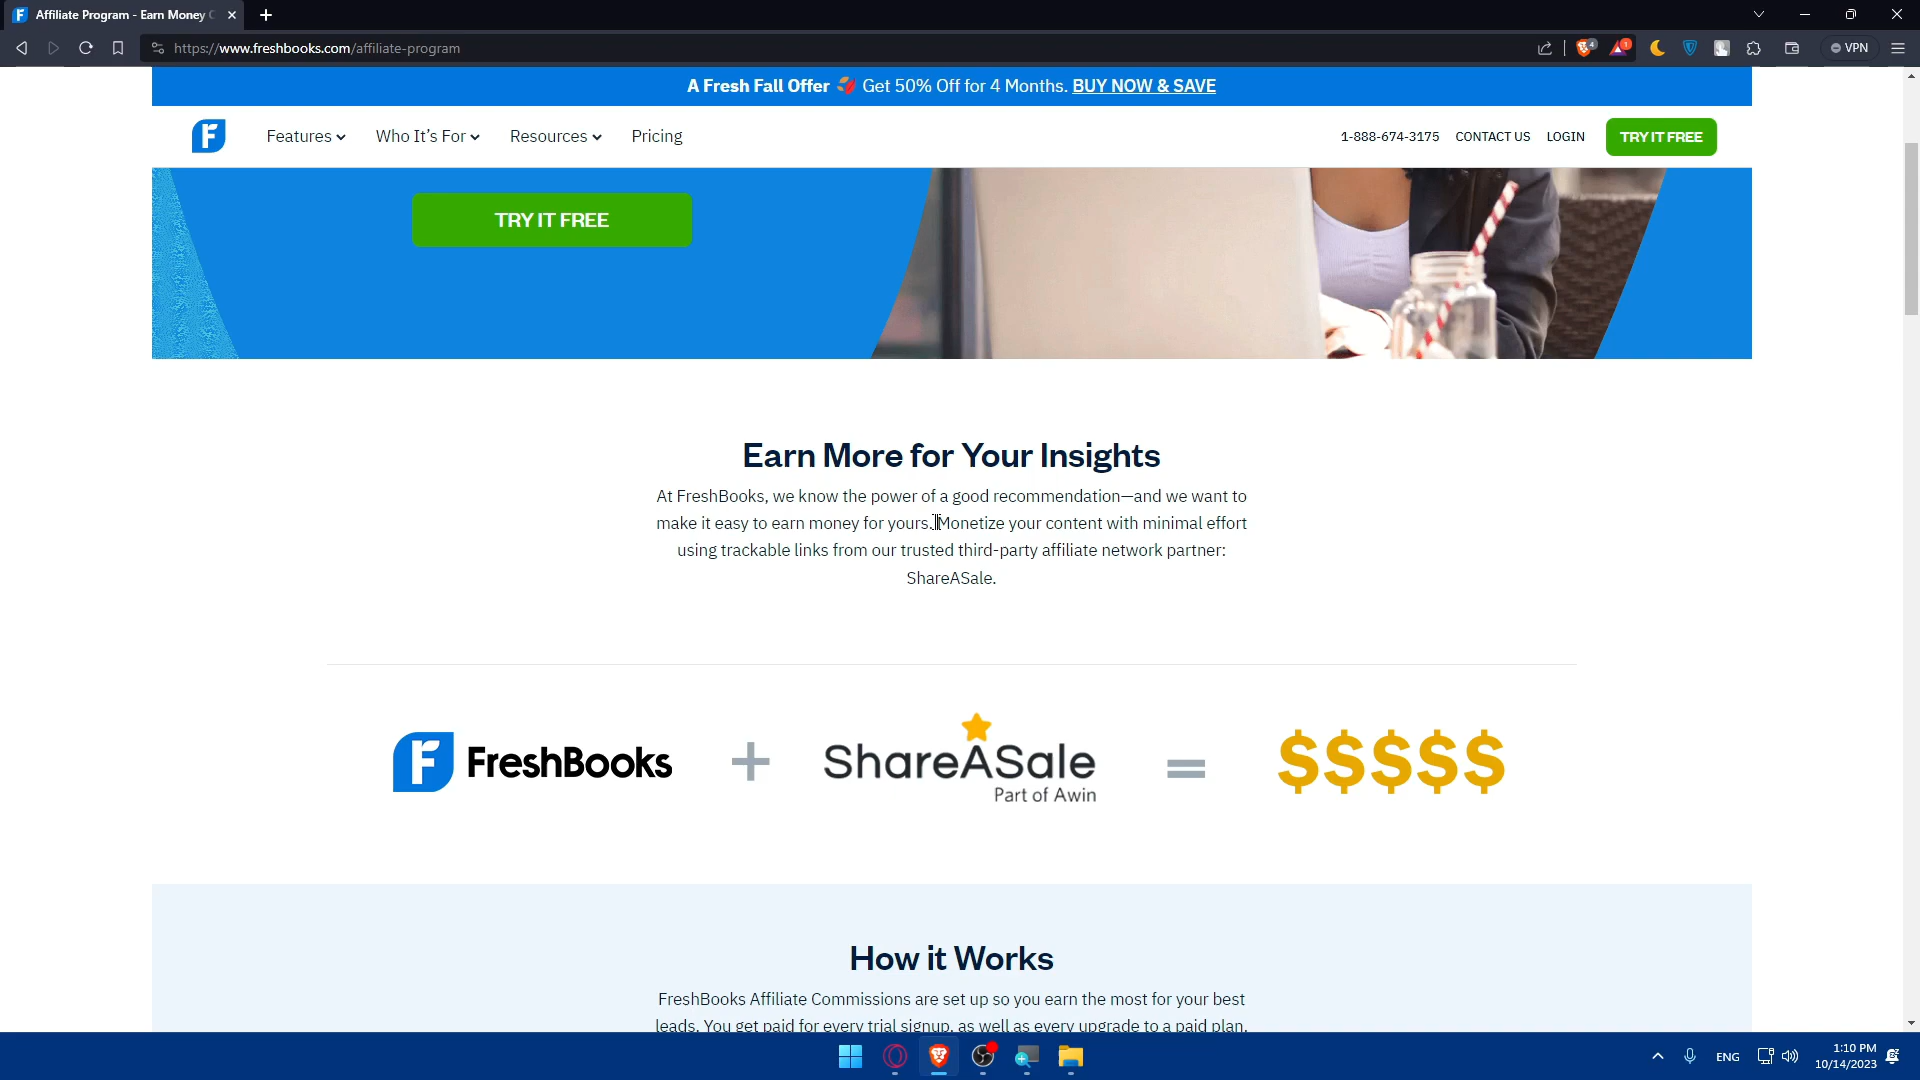 Affiliate Program - Earn Money
https://www.freshbooks.com/affiliate-program
4
1
VPN
A Fresh Fall Offer 🍂 Get 50% Off for 4 Months. BUY NOW & SAVE
Features
Who It's For
Resources
Pricing
1-888-674-3175
CONTACT US
LOGIN
TRY IT FREE
TRY IT FREE
Earn More for Your Insights
At FreshBooks, we know the power of a good recommendation—and we want to
make it easy to earn money for yours. Monetize your content with minimal effort
using trackable links from our trusted third-party affiliate network partner:
ShareASale.
FreshBooks
+
ShareASale
Part of Awin
=
$$$$$
How it Works
FreshBooks Affiliate Commissions are set up so you earn the most for your best
leads. You get paid for every trial signup, as well as every upgrade to a paid plan.
ENG
1:10 PM
10/14/2023